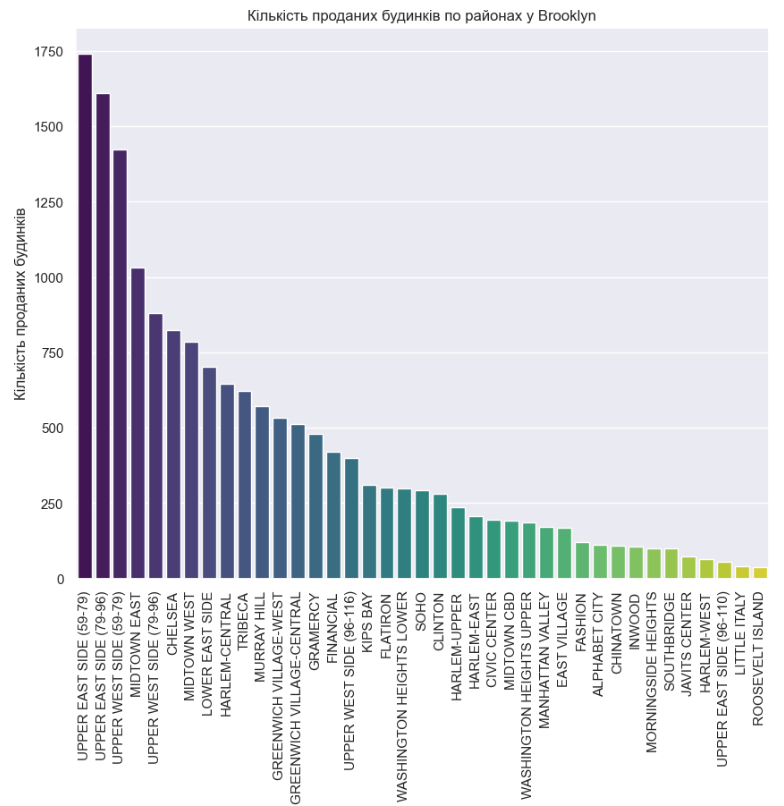 Кількість проданих будинків по районах у Brooklyn
Кількість проданих будинків
1750
1500
1250
1000
750
500
250
0
UPPER EAST SIDE (59-79)
UPPER EAST SIDE (79-96)
UPPER WEST SIDE (59-79)
MIDTOWN EAST
UPPER WEST SIDE (79-96)
CHELSEA
MIDTOWN WEST
LOWER EAST SIDE
HARLEM-CENTRAL
TRIBECA
MURRAY HILL
GREENWICH VILLAGE-WEST
GREENWICH VILLAGE-CENTRAL
GRAMERCY
FINANCIAL
UPPER WEST SIDE (96-116)
KIPS BAY
FLATIRON
WASHINGTON HEIGHTS LOWER
SOHO
CLINTON
HARLEM-UPPER
HARLEM-EAST
CIVIC CENTER
MIDTOWN CBD
WASHINGTON HEIGHTS UPPER
MANHATTAN VALLEY
EAST VILLAGE
FASHION
ALPHABET CITY
CHINATOWN
INWOOD
MORNINGSIDE HEIGHTS
SOUTHBRIDGE
JAVITS CENTER
HARLEM-WEST
UPPER EAST SIDE (96-110)
LITTLE ITALY
ROOSEVELT ISLAND